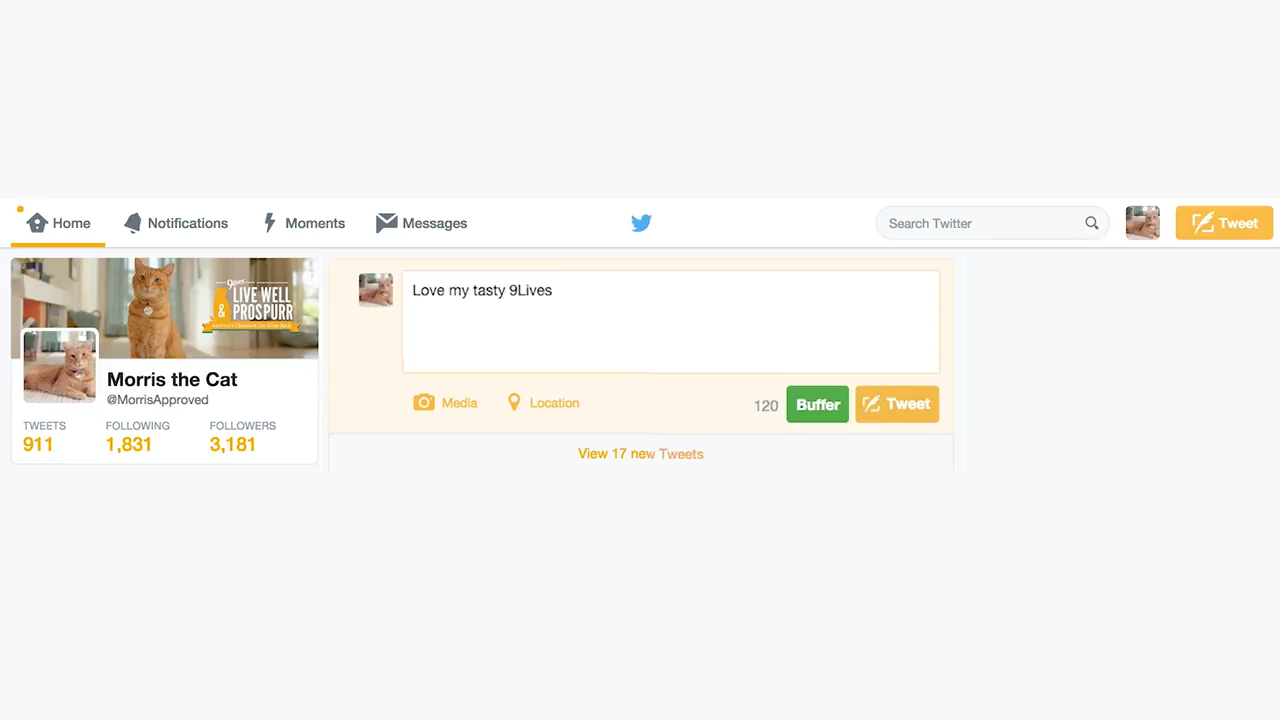 Home
Notifications
Moments
Messages
Search Twitter
Tweet
9Lives
LIVE WELL
& PROSPURR
Morris the Cat
@MorrisApproved
TWEETS
FOLLOWING
FOLLOWERS
911
1,831
3,181
Love my tasty 9Lives
Media
Location
120
Buffer
Tweet
View 17 new Tweets